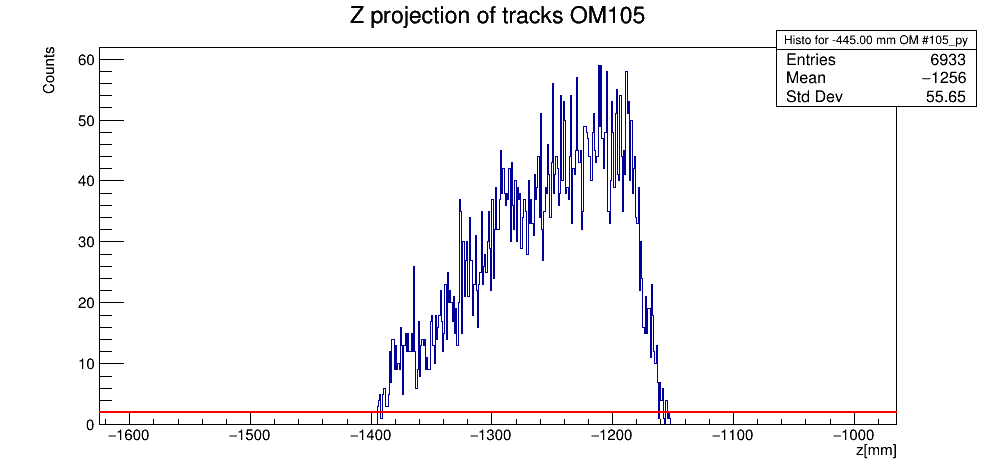 Z projection of tracks OM105
Histo for -445.00 mm OM #105_py
Entries 6933
Mean −1256
Std Dev 55.65
Counts
60
50
40
30
20
10
0
−1600 −1500 −1400 −1300 −1200 −1100 −1000
z[mm]